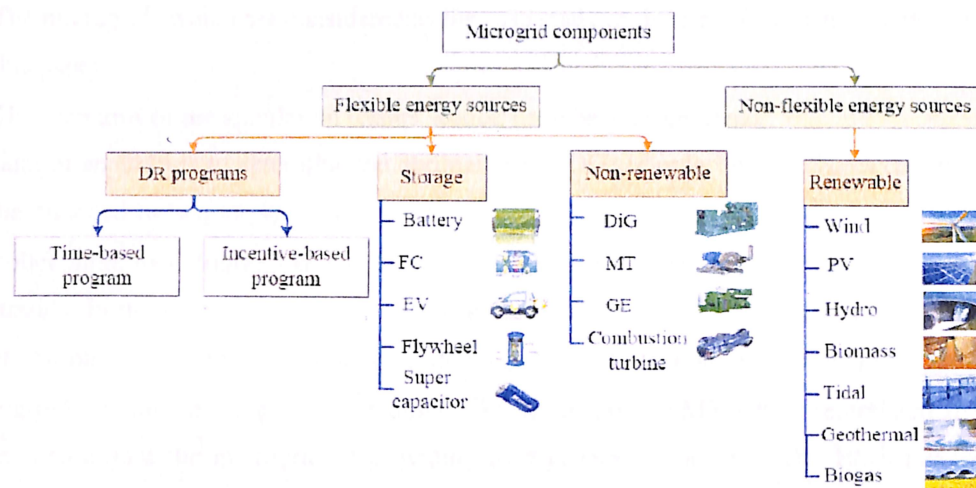 Microgrid components
Flexible energy sources
Non-flexible energy sources
DR programs
Storage
Non-renewable
Renewable
Time-based
program
Incentive-based
program
Battery
FC
EV
Flywheel
Super
capacitor
DiG
MT
GE
Combustion
turbine
Wind
PV
Hydro
Biomass
Tidal
Geothermal
Biogas